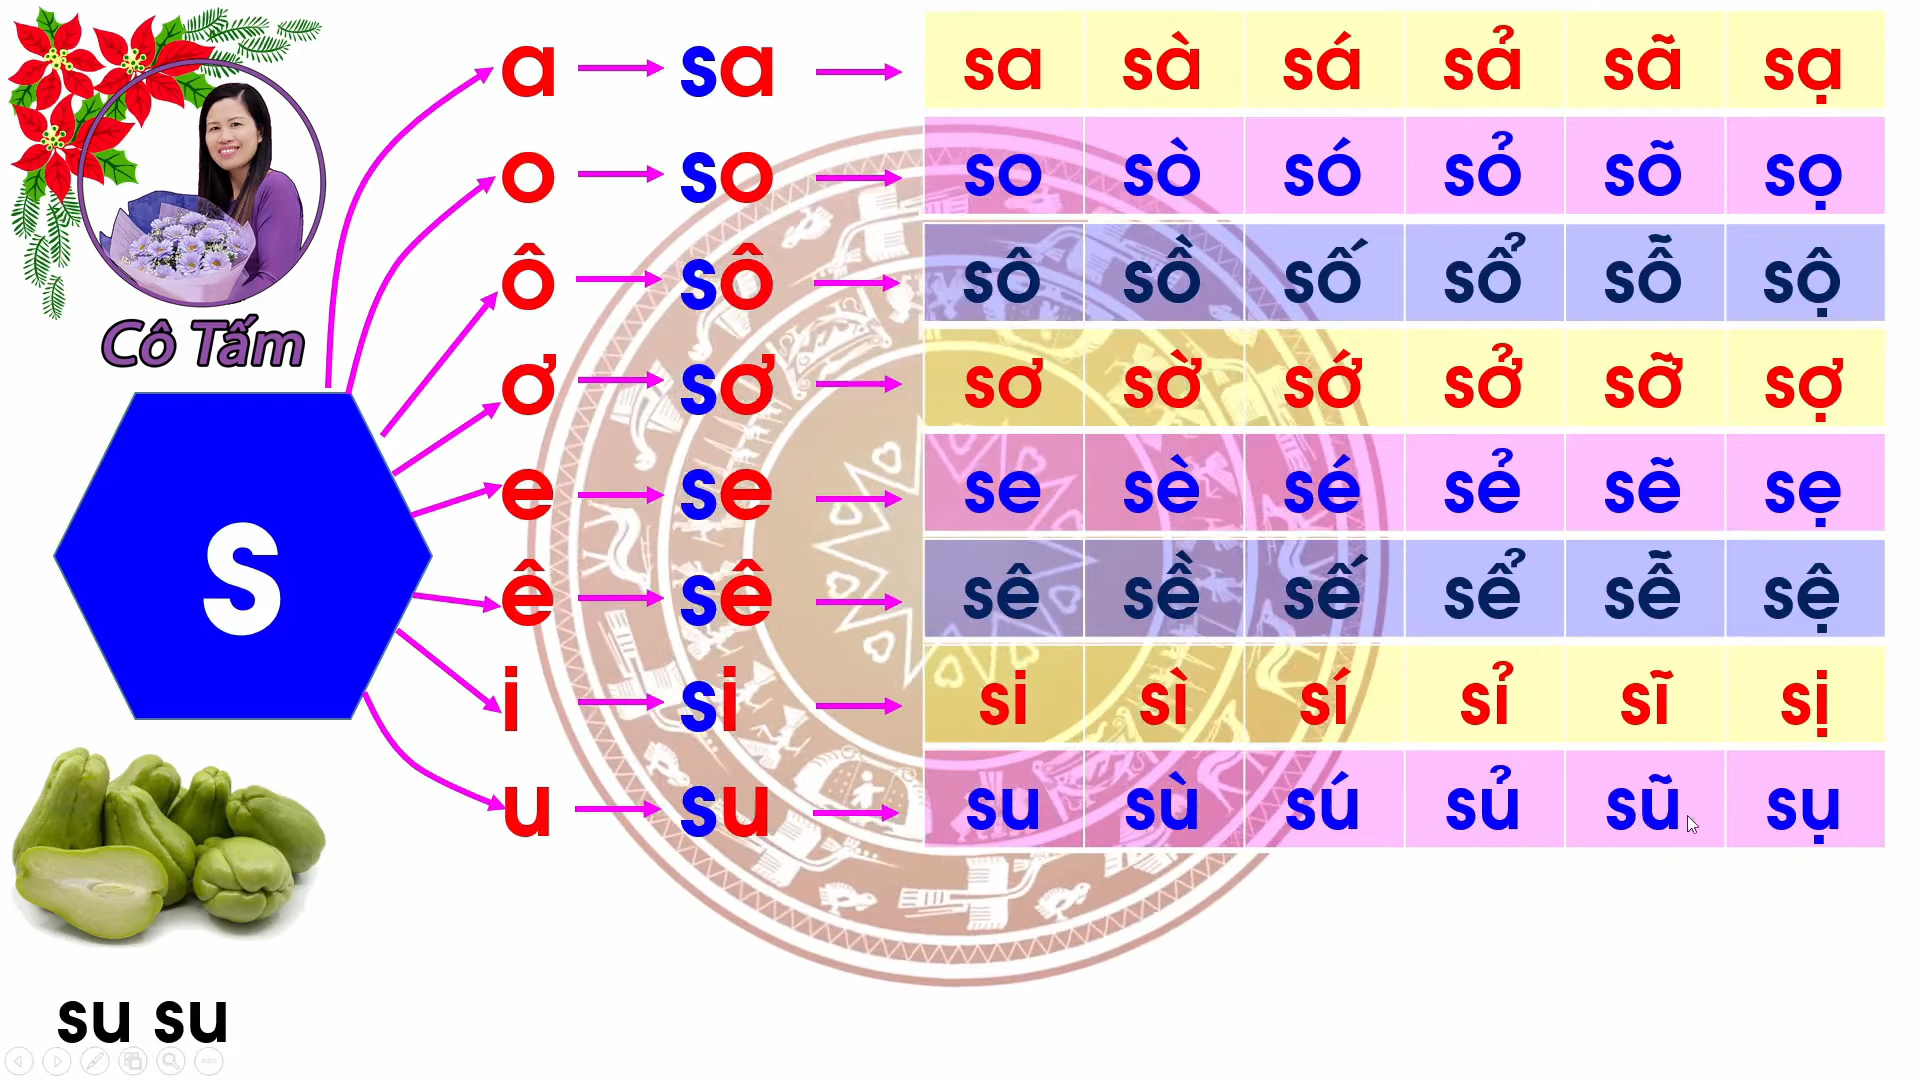 a sa sa sà sá sả sã sạ
o so so sò só sỏ sõ sọ
ô sô sô sồ số sổ sỗ sộ
Cô Tấm
ơ sơ sơ sờ sớ sở sỡ sợ
e se se sè sé sẻ sẽ sẹ
s
ê sê sê sề sế sể sễ sệ
i si si sì sí sỉ sĩ sị
u su su sù sú sủ sũ sụ
su su